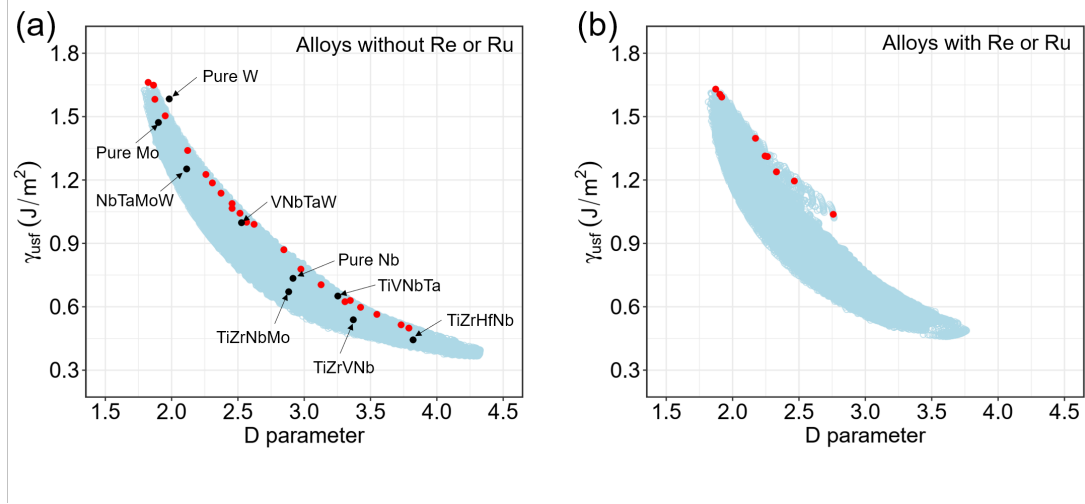 (a)
Alloys without Re or Ru
1.8
1.5
1.2
0.9
0.6
0.3
γusf (J/m²)
Pure W
Pure Mo
NbTaMoW
VNbTaW
Pure Nb
TiVNbTa
TiZrNbMo
TiZrHfNb
TiZrVNb
1.5 2.0 2.5 3.0 3.5 4.0 4.5
D parameter
(b)
Alloys with Re or Ru
1.8
1.5
1.2
0.9
0.6
0.3
γusf (J/m²)
1.5 2.0 2.5 3.0 3.5 4.0 4.5
D parameter